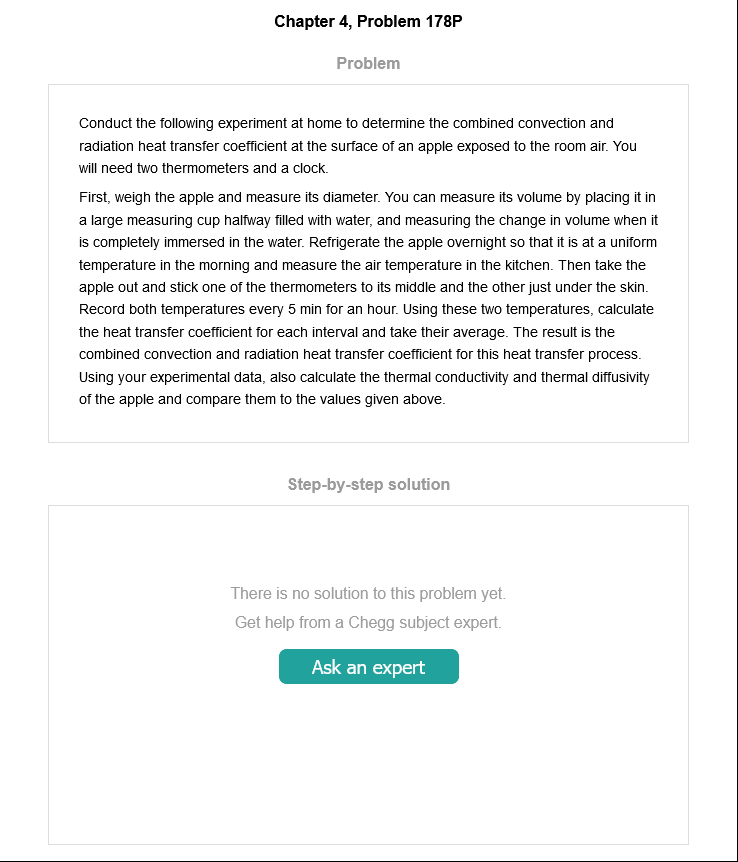 Chapter 4, Problem 178P
Problem
Conduct the following experiment at home to determine the combined convection and
radiation heat transfer coefficient at the surface of an apple exposed to the room air. You
will need two thermometers and a clock.
First, weigh the apple and measure its diameter. You can measure its volume by placing it in
a large measuring cup halfway filled with water, and measuring the change in volume when it
is completely immersed in the water. Refrigerate the apple overnight so that it is at a uniform
temperature in the morning and measure the air temperature in the kitchen. Then take the
apple out and stick one of the thermometers to its middle and the other just under the skin.
Record both temperatures every 5 min for an hour. Using these two temperatures, calculate
the heat transfer coefficient for each interval and take their average. The result is the
combined convection and radiation heat transfer coefficient for this heat transfer process.
Using your experimental data, also calculate the thermal conductivity and thermal diffusivity
of the apple and compare them to the values given above.
Step-by-step solution
There is no solution to this problem yet.
Get help from a Chegg subject expert.
Ask an expert